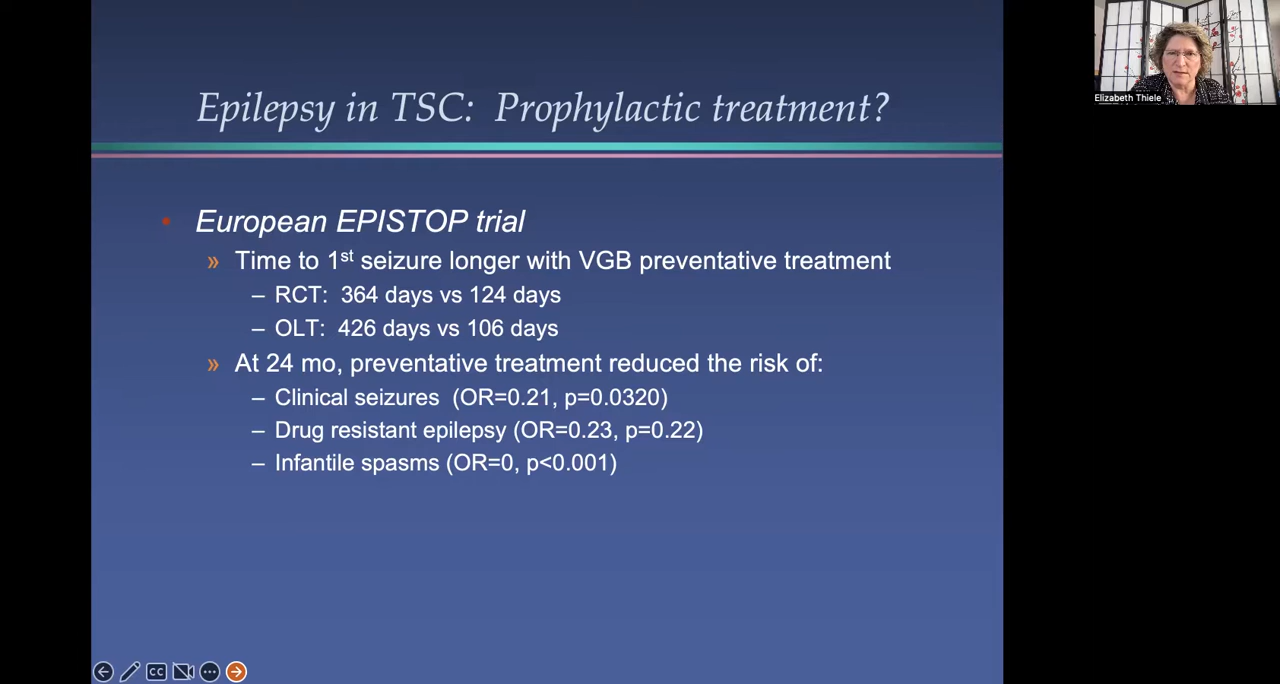 Epilepsy in TSC: Prophylactic treatment?
Elizabeth Thiele
• European EPISTOP trial
» Time to 1st seizure longer with VGB preventative treatment
– RCT: 364 days vs 124 days
– OLT: 426 days vs 106 days
» At 24 mo, preventative treatment reduced the risk of:
– Clinical seizures (OR=0.21, p=0.0320)
– Drug resistant epilepsy (OR=0.23, p=0.22)
– Infantile spasms (OR=0, p<0.001)
CC